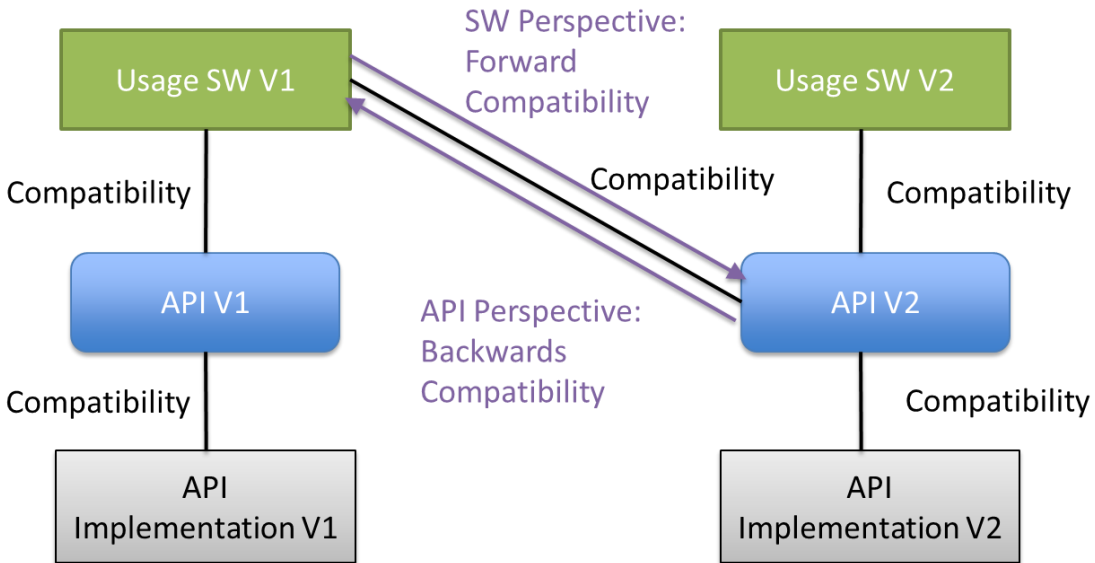 SW Perspective:
Forward
Compatibility
Usage SW V1
Usage SW V2
Compatibility
Compatibility
Compatibility
API V1
API V2
API Perspective:
Backwards
Compatibility
Compatibility
Compatibility
API
Implementation V1
API
Implementation V2